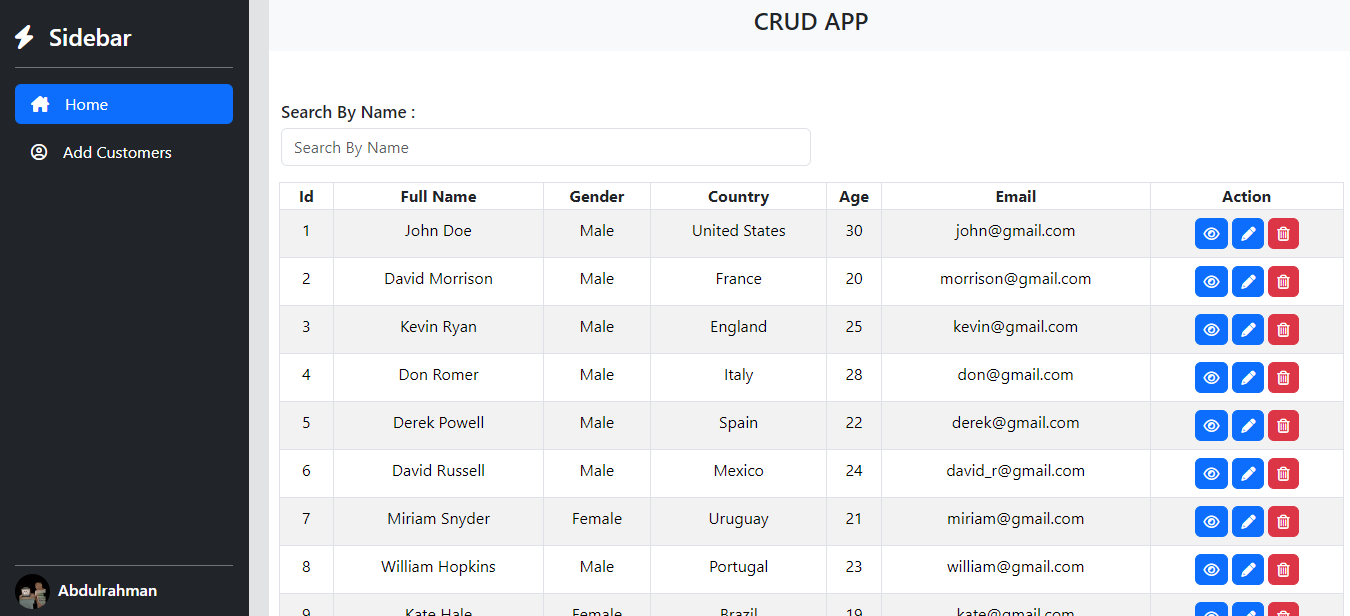 Sidebar
Home
Add Customers
Abdulrahman
CRUD APP
Search By Name :
Search By Name
Id Full Name Gender Country Age Email Action
1 John Doe Male United States 30 john@gmail.com
2 David Morrison Male France 20 morrison@gmail.com
3 Kevin Ryan Male England 25 kevin@gmail.com
4 Don Romer Male Italy 28 don@gmail.com
5 Derek Powell Male Spain 22 derek@gmail.com
6 David Russell Male Mexico 24 david_r@gmail.com
7 Miriam Snyder Female Uruguay 21 miriam@gmail.com
8 William Hopkins Male Portugal 23 william@gmail.com
9 Kate Hale Female Brazil 19 kate@gmail.com